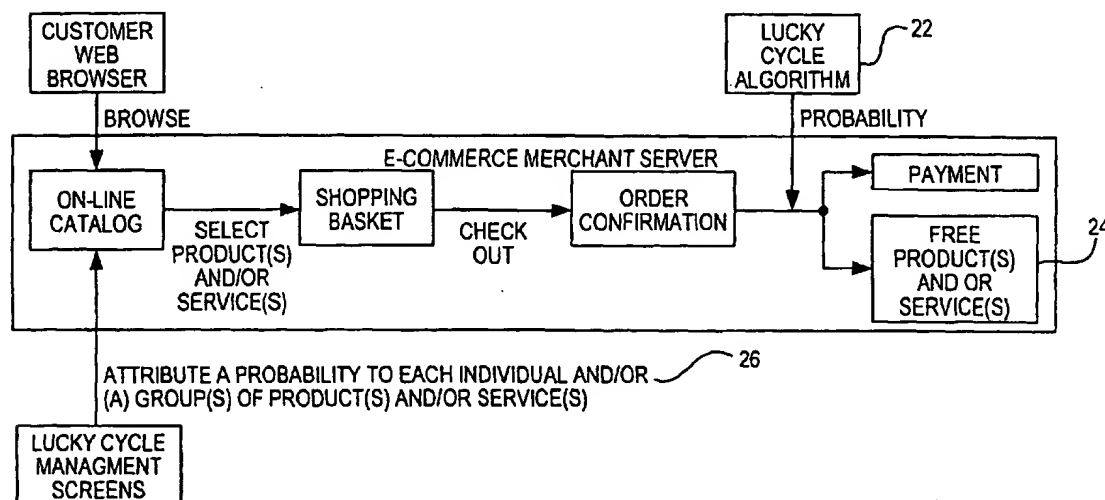 CUSTOMER
WEB
BROWSER
LUCKY
CYCLE
ALGORITHM
22
BROWSE
PROBABILITY
E-COMMERCE MERCHANT SERVER
ON-LINE
CATALOG
SELECT
PRODUCT(S)
AND/OR
SERVICE(S)
SHOPPING
BASKET
CHECK
OUT
ORDER
CONFIRMATION
PAYMENT
FREE
PRODUCT(S)
AND OR
SERVICE(S)
24
ATTRIBUTE A PROBABILITY TO EACH INDIVIDUAL AND/OR
(A) GROUP(S) OF PRODUCT(S) AND/OR SERVICE(S)
26
LUCKY CYCLE
MANAGMENT
SCREENS